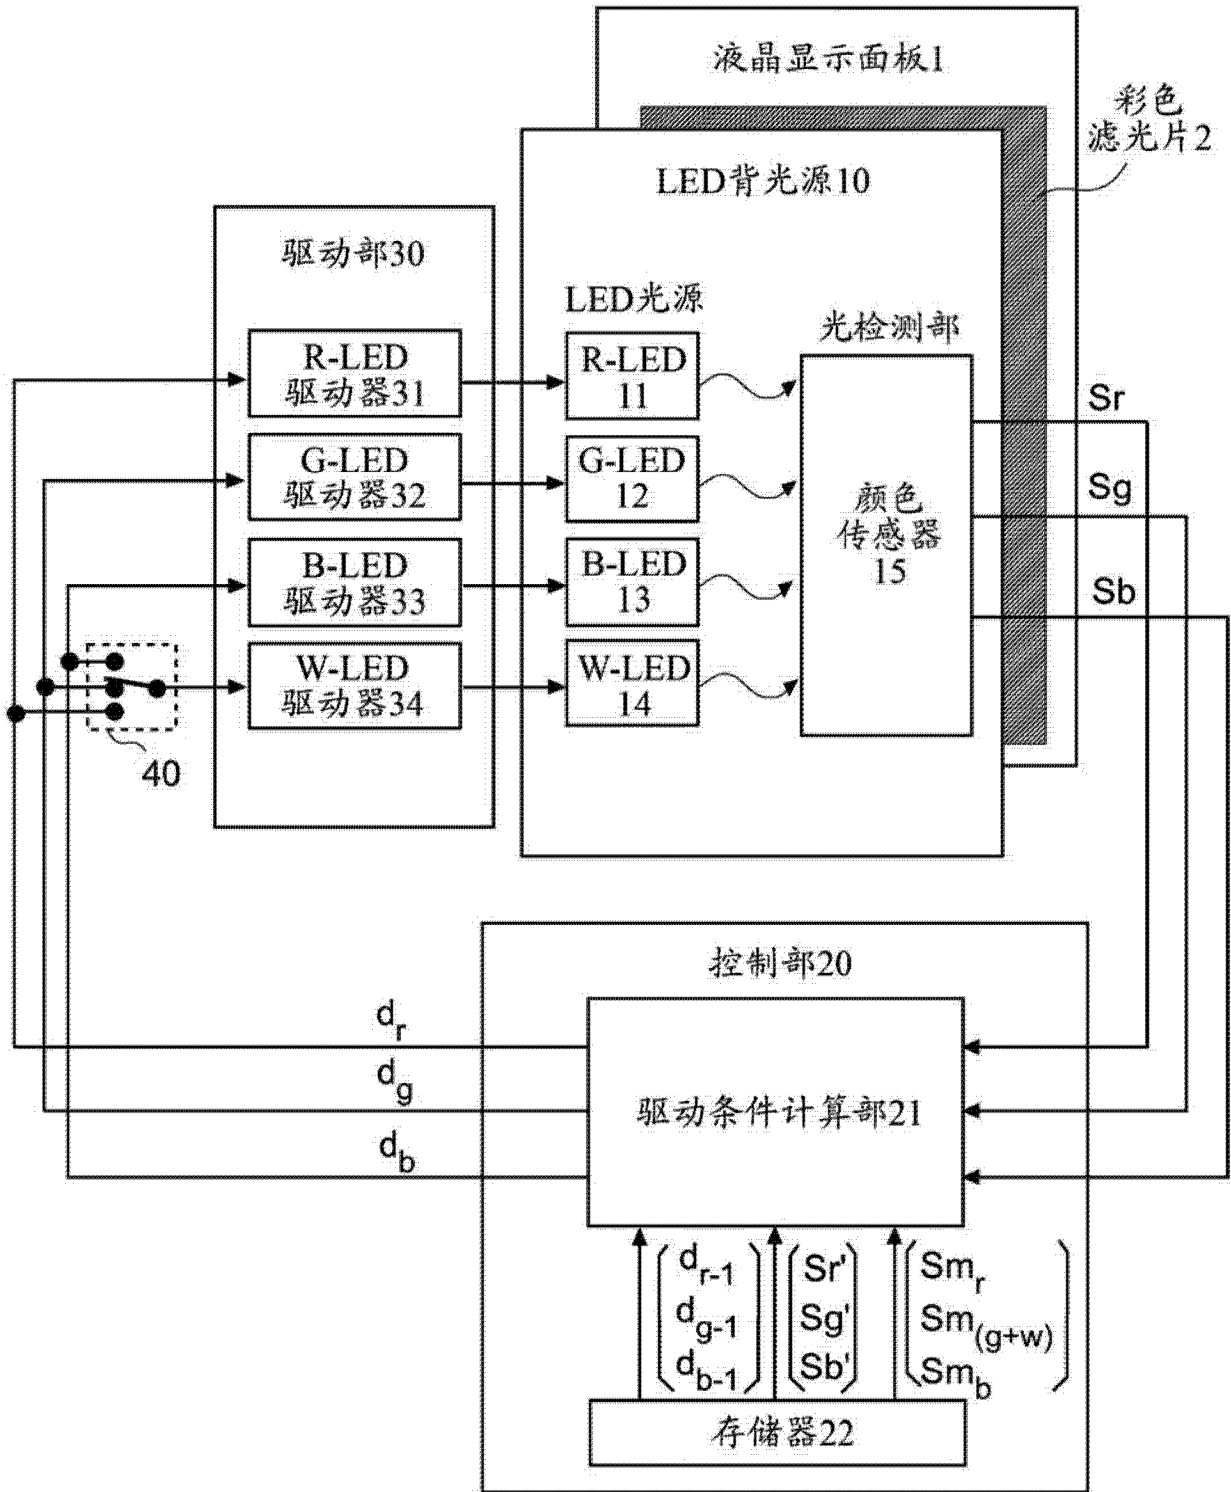 液晶显示面板1
彩色
滤光片2
LED背光源10
驱动部30
LED光源
光检测部
R-LED
驱动器31
R-LED
11
Sr
G-LED
驱动器32
G-LED
12
Sg
颜色
传感器
15
B-LED
驱动器33
B-LED
13
Sb
W-LED
驱动器34
W-LED
14
40
控制部20
dr
dg
驱动条件计算部21
db
dr-1
dg-1
db-1
Sr'
Sg'
Sb'
Smr
Sm(g+w)
Smb
存储器22